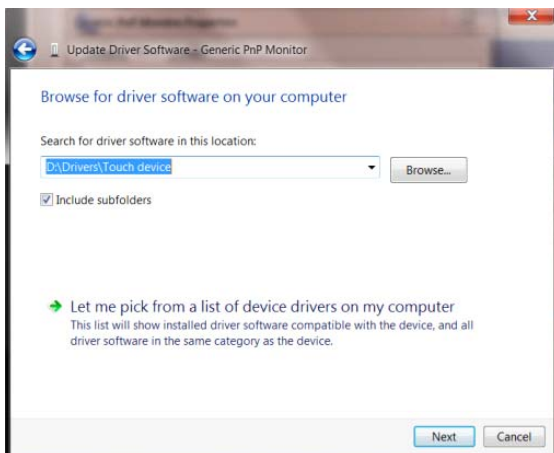 Update Driver Software - Generic PnP Monitor
Browse for driver software on your computer
Search for driver software in this location:
D:\Drivers\Touch device
Browse...
Include subfolders
Let me pick from a list of device drivers on my computer
This list will show installed driver software compatible with the device, and all
driver software in the same category as the device.
Next
Cancel